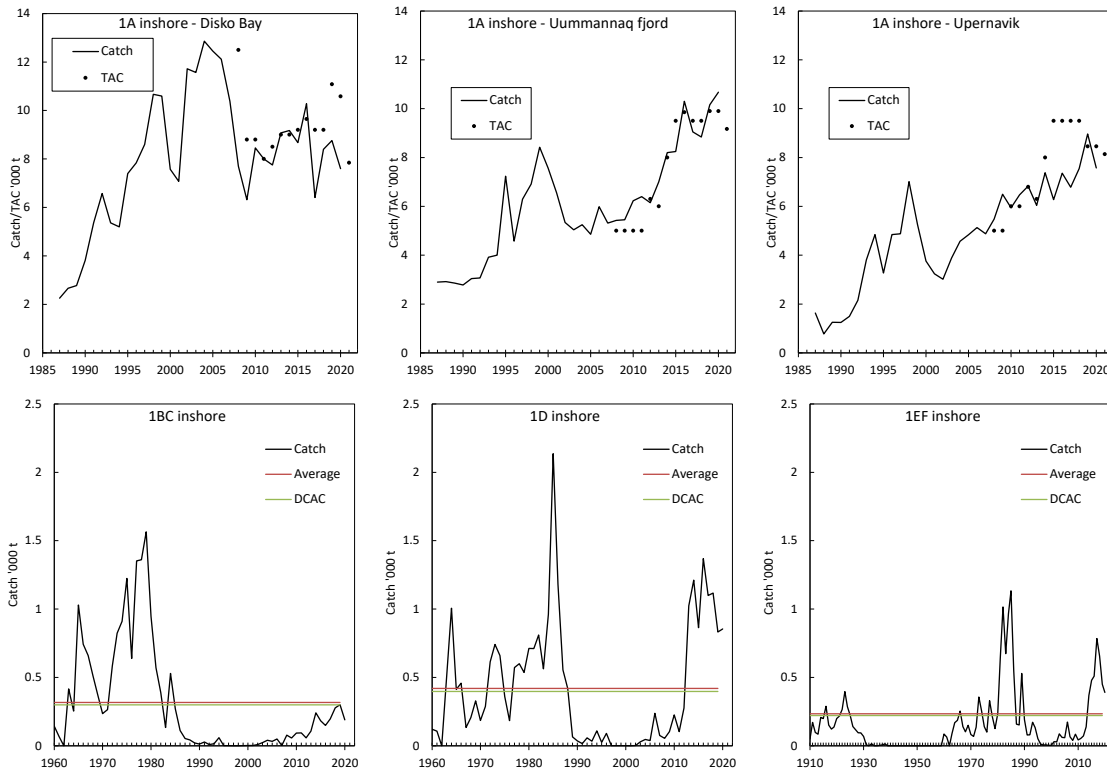 1A inshore - Disko Bay
Catch/TAC '000 t
14
12
10
8
6
4
2
0
Catch
TAC
1985 1990 1995 2000 2005 2010 2015 2020
1A inshore - Uummannaq fjord
Catch/TAC '000 t
14
12
10
8
6
4
2
0
Catch
TAC
1985 1990 1995 2000 2005 2010 2015 2020
1A inshore - Upernavik
Catch/TAC '000 t
14
12
10
8
6
4
2
0
Catch
TAC
1985 1990 1995 2000 2005 2010 2015 2020
1BC inshore
Catch '000 t
2.5
2
1.5
1
0.5
0
Catch
Average
DCAC
1960 1970 1980 1990 2000 2010 2020
1D inshore
Catch '000 t
2.5
2
1.5
1
0.5
0
Catch
Average
DCAC
1960 1970 1980 1990 2000 2010 2020
1EF inshore
Catch '000 t
2.5
2
1.5
1
0.5
0
Catch
Average
DCAC
1910 1930 1950 1970 1990 2010